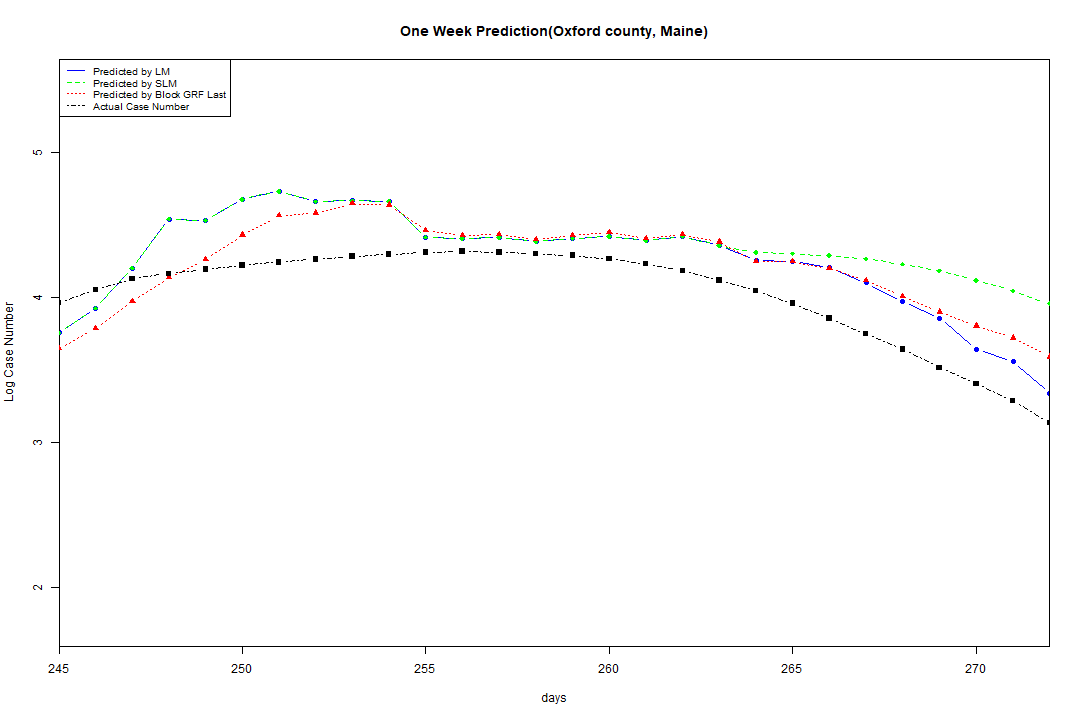 One Week Prediction(Oxford county, Maine)
Predicted by LM
Predicted by SLM
Predicted by Block GRF Last
Actual Case Number
5
4
3
2
Log Case Number
245 250 255 260 265 270
days